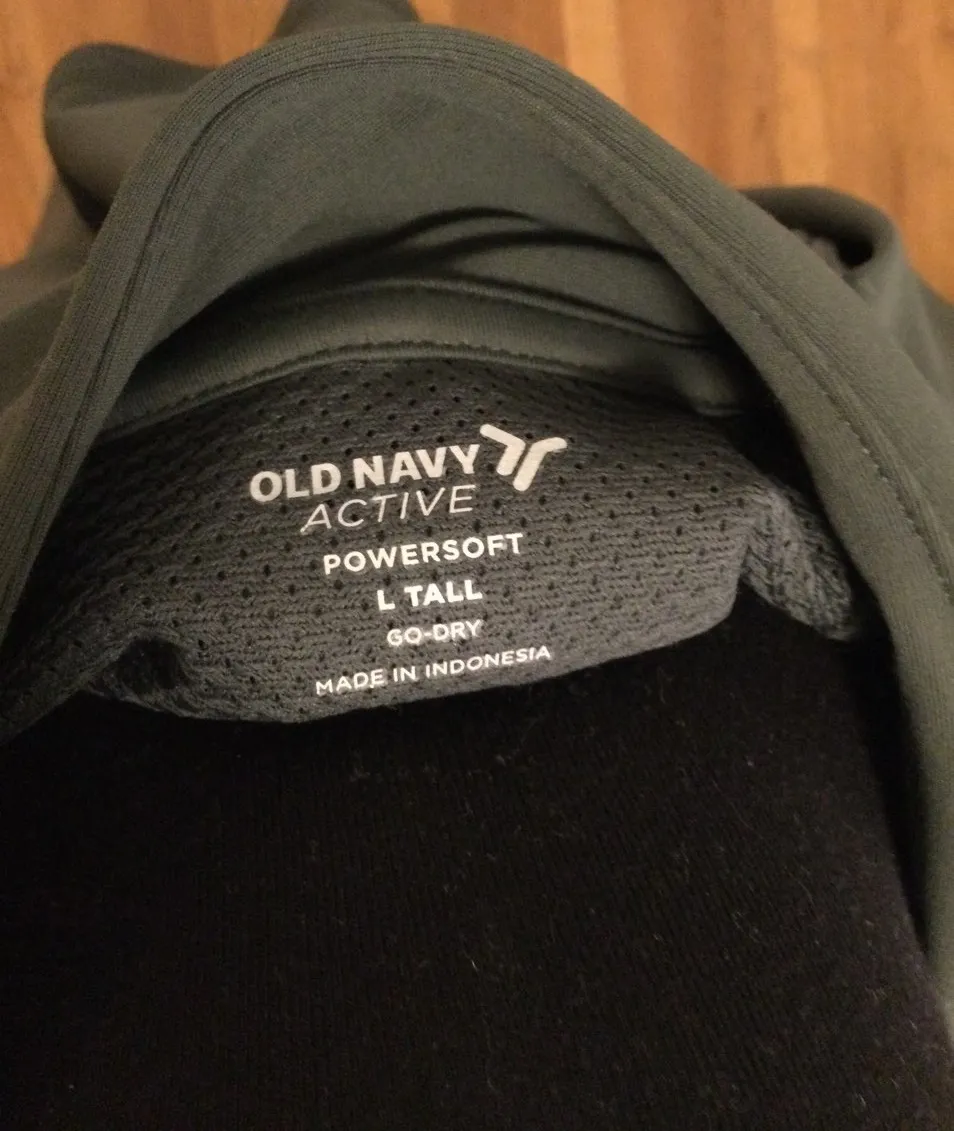 OLD NAVY
ACTIVE
POWERSOFT
L TALL
GO-DRY
MADE IN INDONESIA